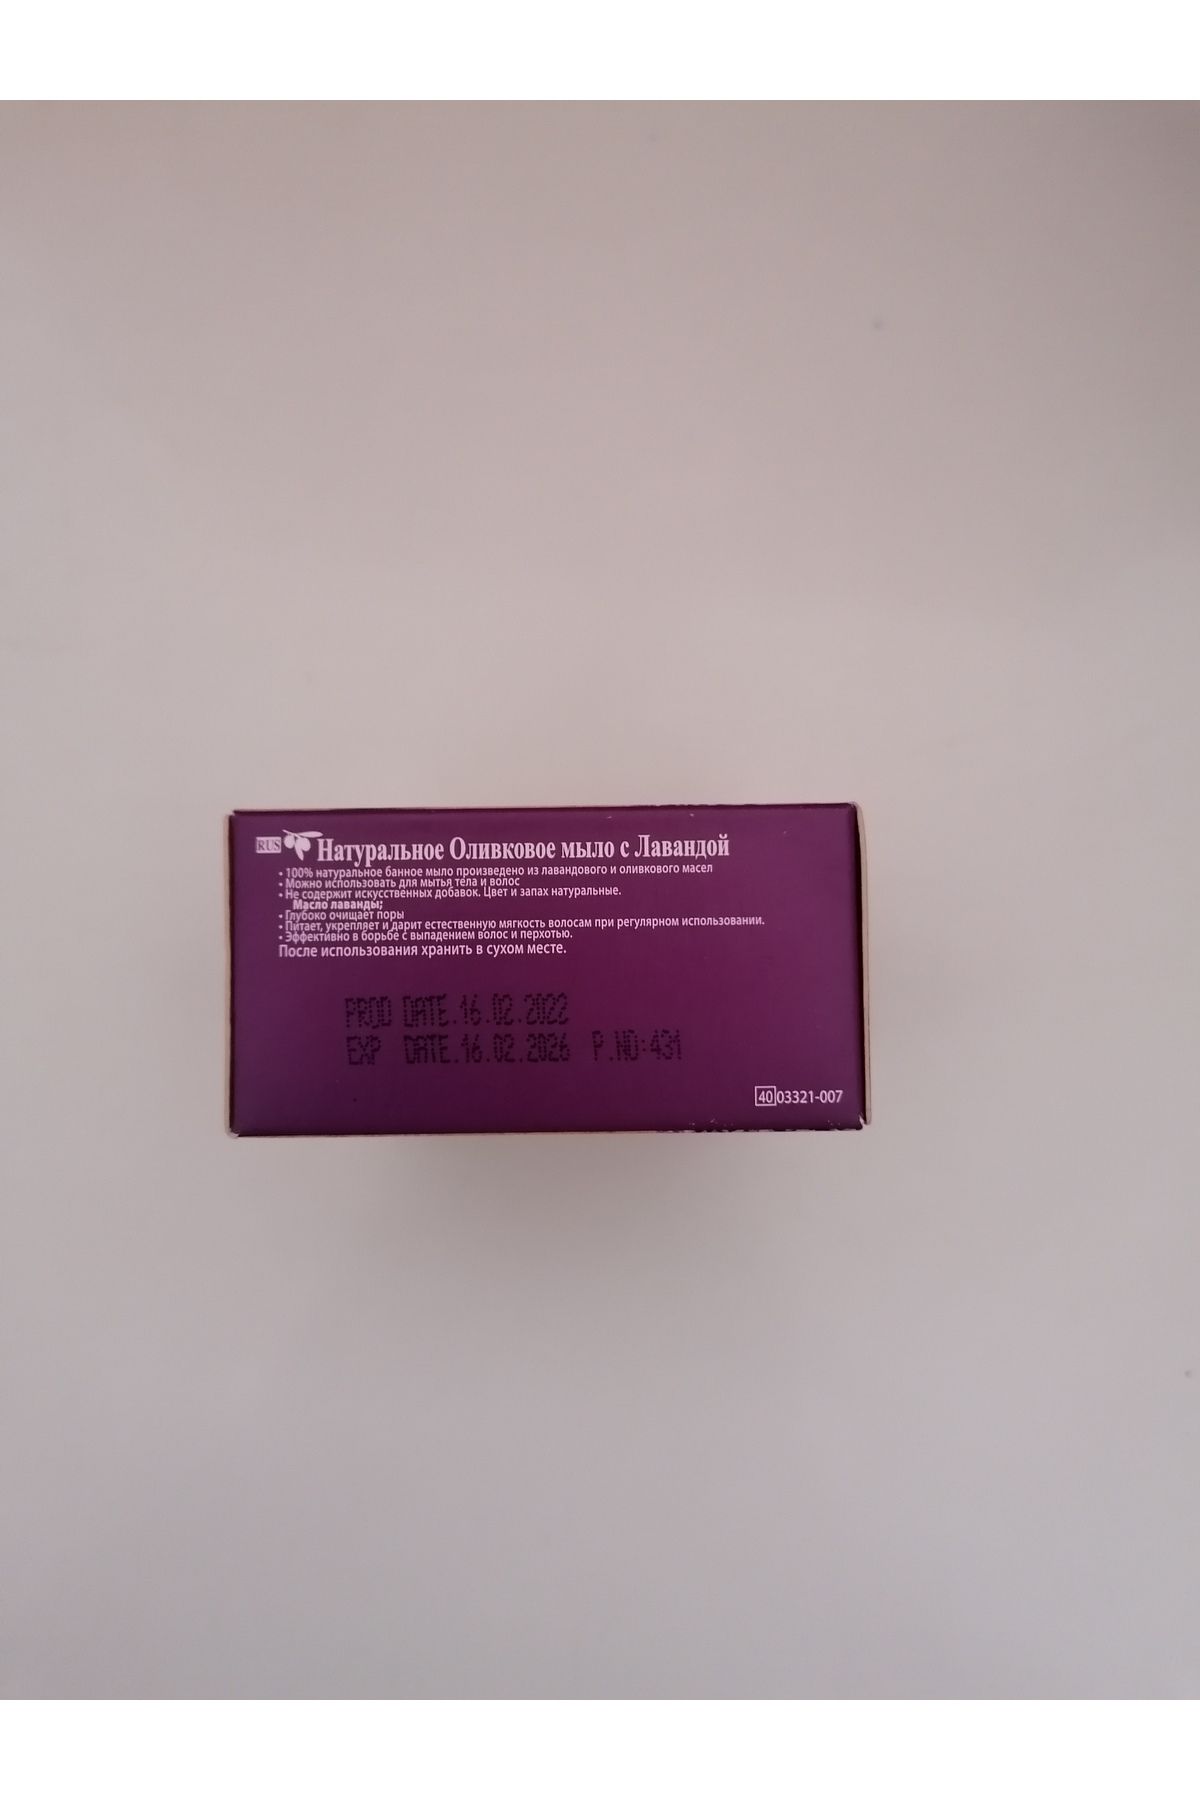 RUS Натуральное Оливковое мыло с Лавандой
• 100% натуральное банное мыло произведено из лавандового и оливкового масел
• Можно использовать для мытья тела и волос
• Не содержит искусственных добавок. Цвет и запах натуральные.
Масло лаванды;
• Глубоко очищает поры
• Питает, укрепляет и дарит естественную мягкость волосам при регулярном использовании.
• Эффективно в борьбе с выпадением волос и перхотью.
После использования хранить в сухом месте.
PROD DATE.16.02.2022
EXP DATE.16.02.2026 P.NO:431
40 03321-007